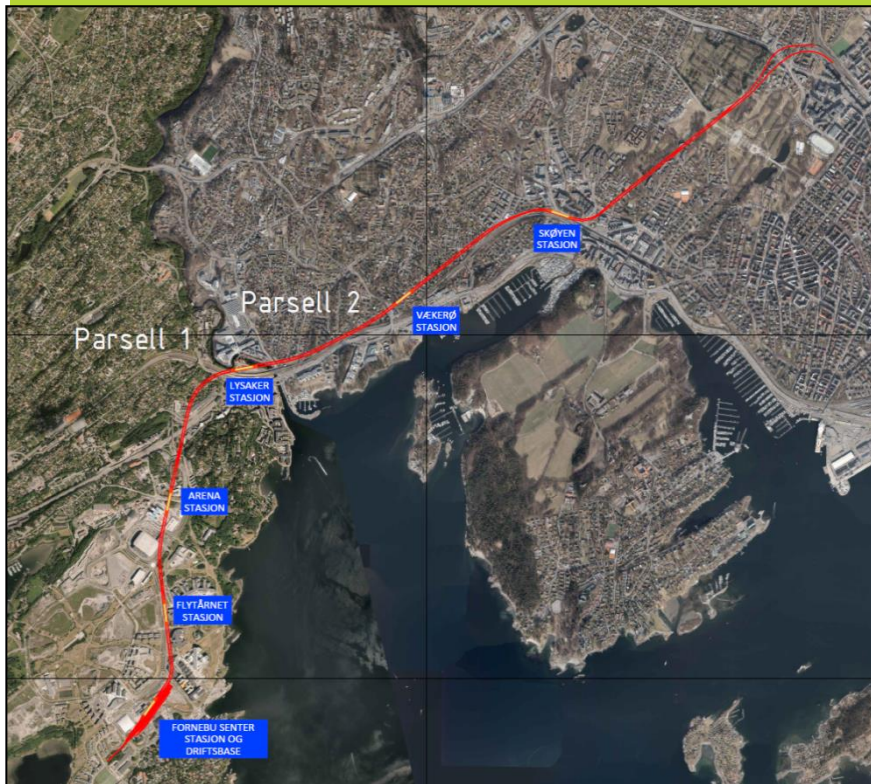 SKØYEN
STASJON
Parsell 2
VÆKERØ
STASJON
Parsell 1
LYSAKER
STASJON
ARENA
STASJON
FLYTÅRNET
STASJON
FORNEBU SENTER
STASJON OG
DRIFTSBASE